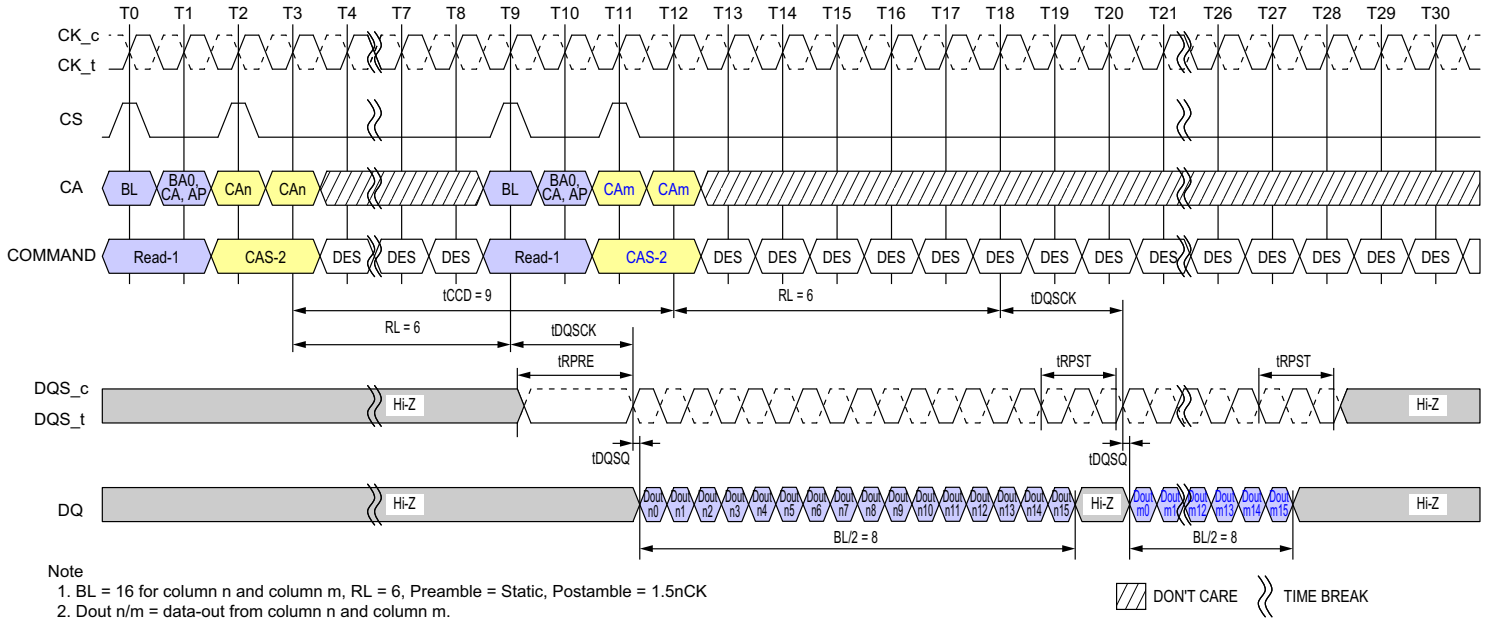 T0 T1 T2 T3 T4 T7 T8 T9 T10 T11 T12 T13 T14 T15 T16 T17 T18 T19 T20 T21 T26 T27 T28 T29 T30
CK_c
CK_t
CS
CA BL BA0, CA, AP CAn CAn BL BA0, CA, AP CAm CAm
COMMAND Read-1 CAS-2 DES DES DES Read-1 CAS-2 DES DES DES DES DES DES DES DES DES DES DES DES DES DES
tCCD = 9 RL = 6 tDQSCK
RL = 6 tDQSCK
tRPRE tRPST tRPST
DQS_c
DQS_t
Hi-Z Hi-Z
tDQSQ tDQSQ
DQ Hi-Z Dout n0 Dout n1 Dout n2 Dout n3 Dout n4 Dout n5 Dout n6 Dout n7 Dout n8 Dout n9 Dout n10 Dout n11 Dout n12 Dout n13 Dout n14 Dout n15 Hi-Z Dout m0 Dout m1 Dout m12 Dout m13 Dout m14 Dout m15 Hi-Z
BL/2 = 8 BL/2 = 8
Note
1. BL = 16 for column n and column m, RL = 6, Preamble = Static, Postamble = 1.5nCK
2. Dout n/m = data-out from column n and column m.
DON'T CARE TIME BREAK